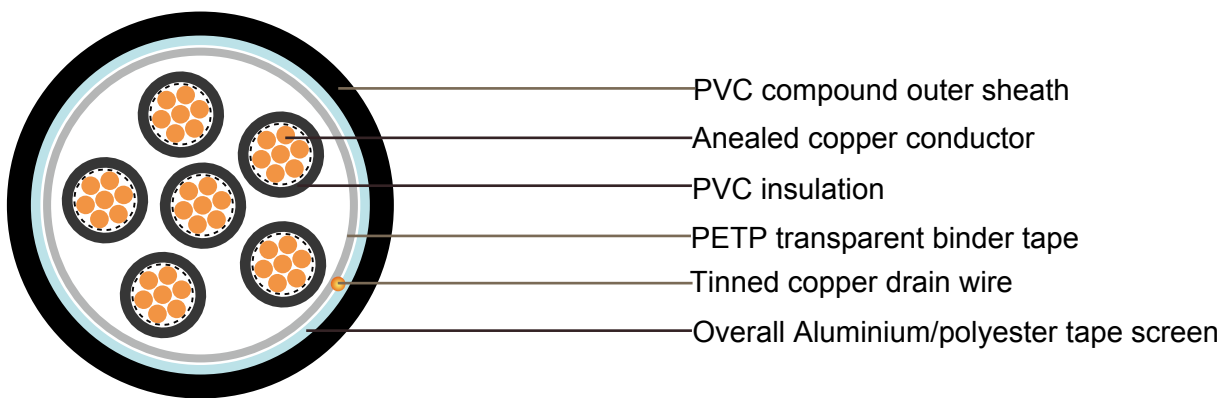 PVC compound outer sheath
Anealed copper conductor
PVC insulation
PETP transparent binder tape
Tinned copper drain wire
Overall Aluminium/polyester tape screen